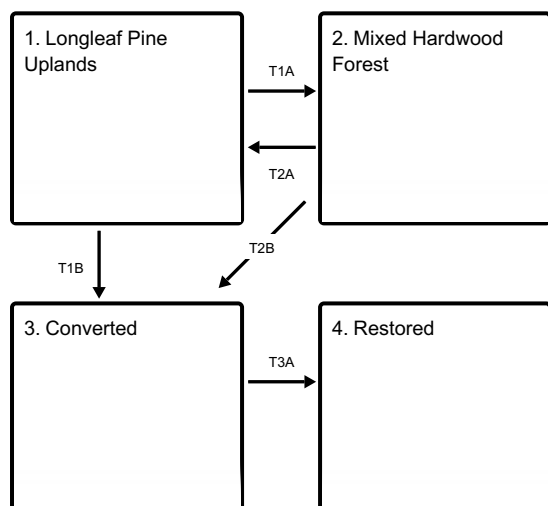 1. Longleaf Pine
Uplands
2. Mixed Hardwood
Forest
T1A
T2A
T1B
T2B
3. Converted
4. Restored
T3A